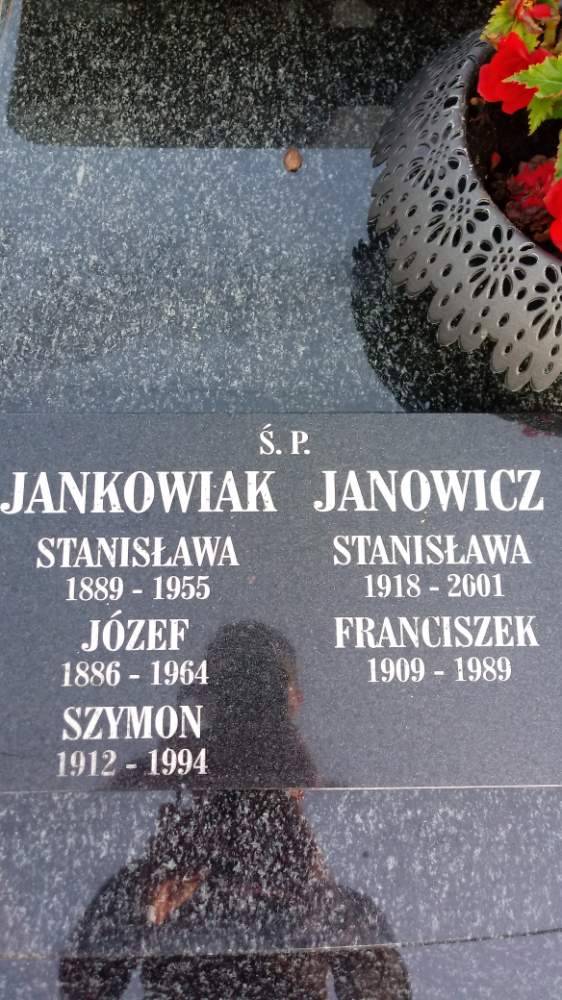 Ś. P.
JANKOWIAK
STANISŁAWA
1889 - 1955
JÓZEF
1886 - 1964
SZYMON
1912 - 1994
JANOWICZ
STANISŁAWA
1918 - 2001
FRANCISZEK
1909 - 1989